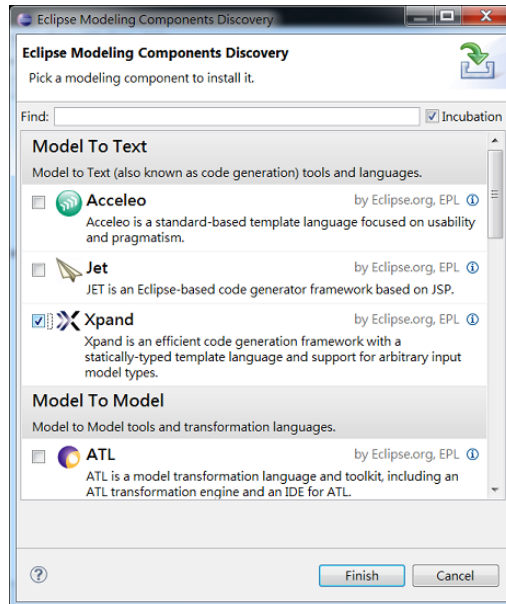 Eclipse Modeling Components Discovery
Eclipse Modeling Components Discovery
Pick a modeling component to install it.
Find:
Incubation
Model To Text
Model to Text (also known as code generation) tools and languages.
Acceleo by Eclipse.org, EPL
Acceleo is a standard-based template language focused on usability
and pragmatism.
Jet by Eclipse.org, EPL
JET is an Eclipse-based code generator framework based on JSP.
Xpand by Eclipse.org, EPL
Xpand is an efficient code generation framework with a
statically-typed template language and support for arbitrary input
model types.
Model To Model
Model to Model tools and transformation languages.
ATL by Eclipse.org, EPL
ATL is a model transformation language and toolkit, including an
ATL transformation engine and an IDE for ATL.
Finish Cancel